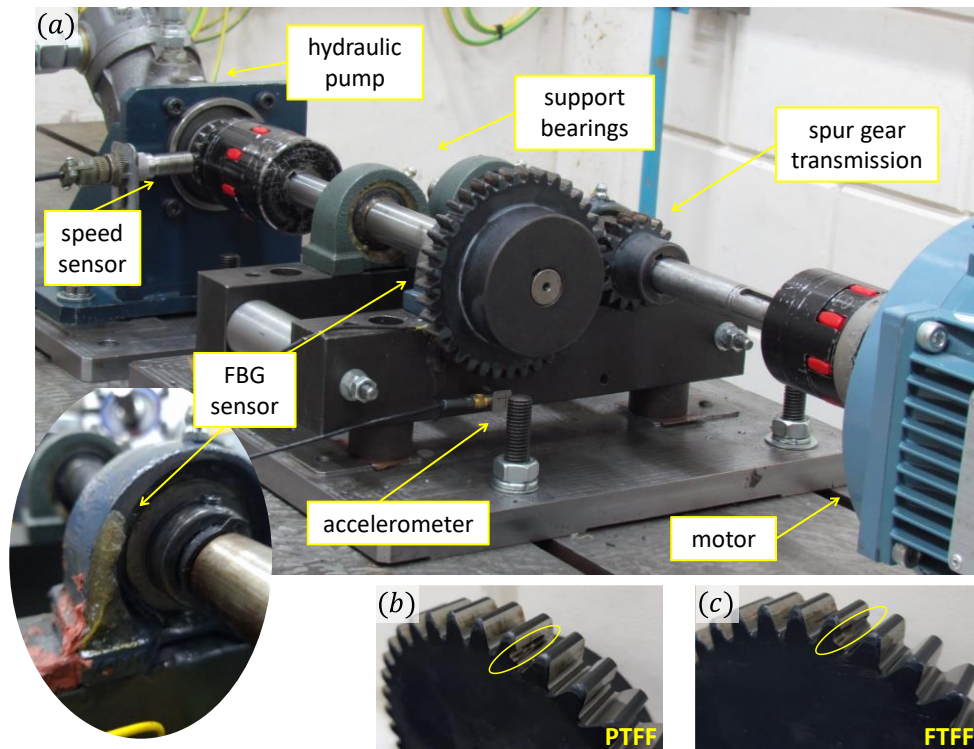 (a)
hydraulic
pump
support
bearings
spur gear
transmission
speed
sensor
FBG
sensor
accelerometer
motor
(b)
PTFF
(c)
FTFF